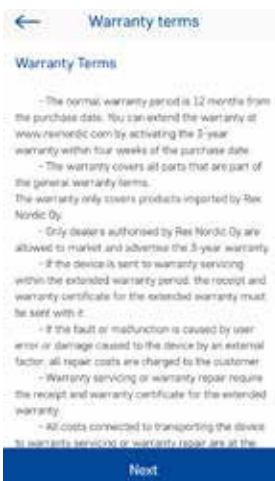 Warranty terms
Warranty Terms
- The normal warranty period is 12 months from
the purchase date. You can extend the warranty at
www.rexnordic.com by activating the 3-year
warranty within four weeks of the purchase date.
- The warranty covers all parts that are part of
the general warranty terms.
The warranty only covers products imported by Rex
Nordic Oy.
- Only dealers authorised by Rex Nordic Oy are
allowed to market and advertise the 3-year warranty.
- If the device is sent to warranty servicing
within the extended warranty period, the receipt and
warranty certificate for the extended warranty must
be sent with it.
- If the fault or malfunction is caused by user
error or damage caused to the device by an external
factor, all repair costs are charged to the customer.
- Warranty servicing or warranty repair require
the receipt and warranty certificate for the extended
warranty.
- All costs connected to transporting the device
to warranty servicing or warranty repair are at the
Next